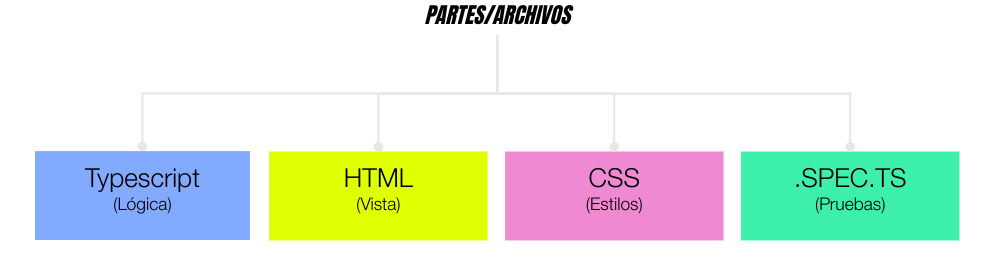 PARTES/ARCHIVOS
Typescript
(Lógica)
HTML
(Vista)
CSS
(Estilos)
.SPEC.TS
(Pruebas)